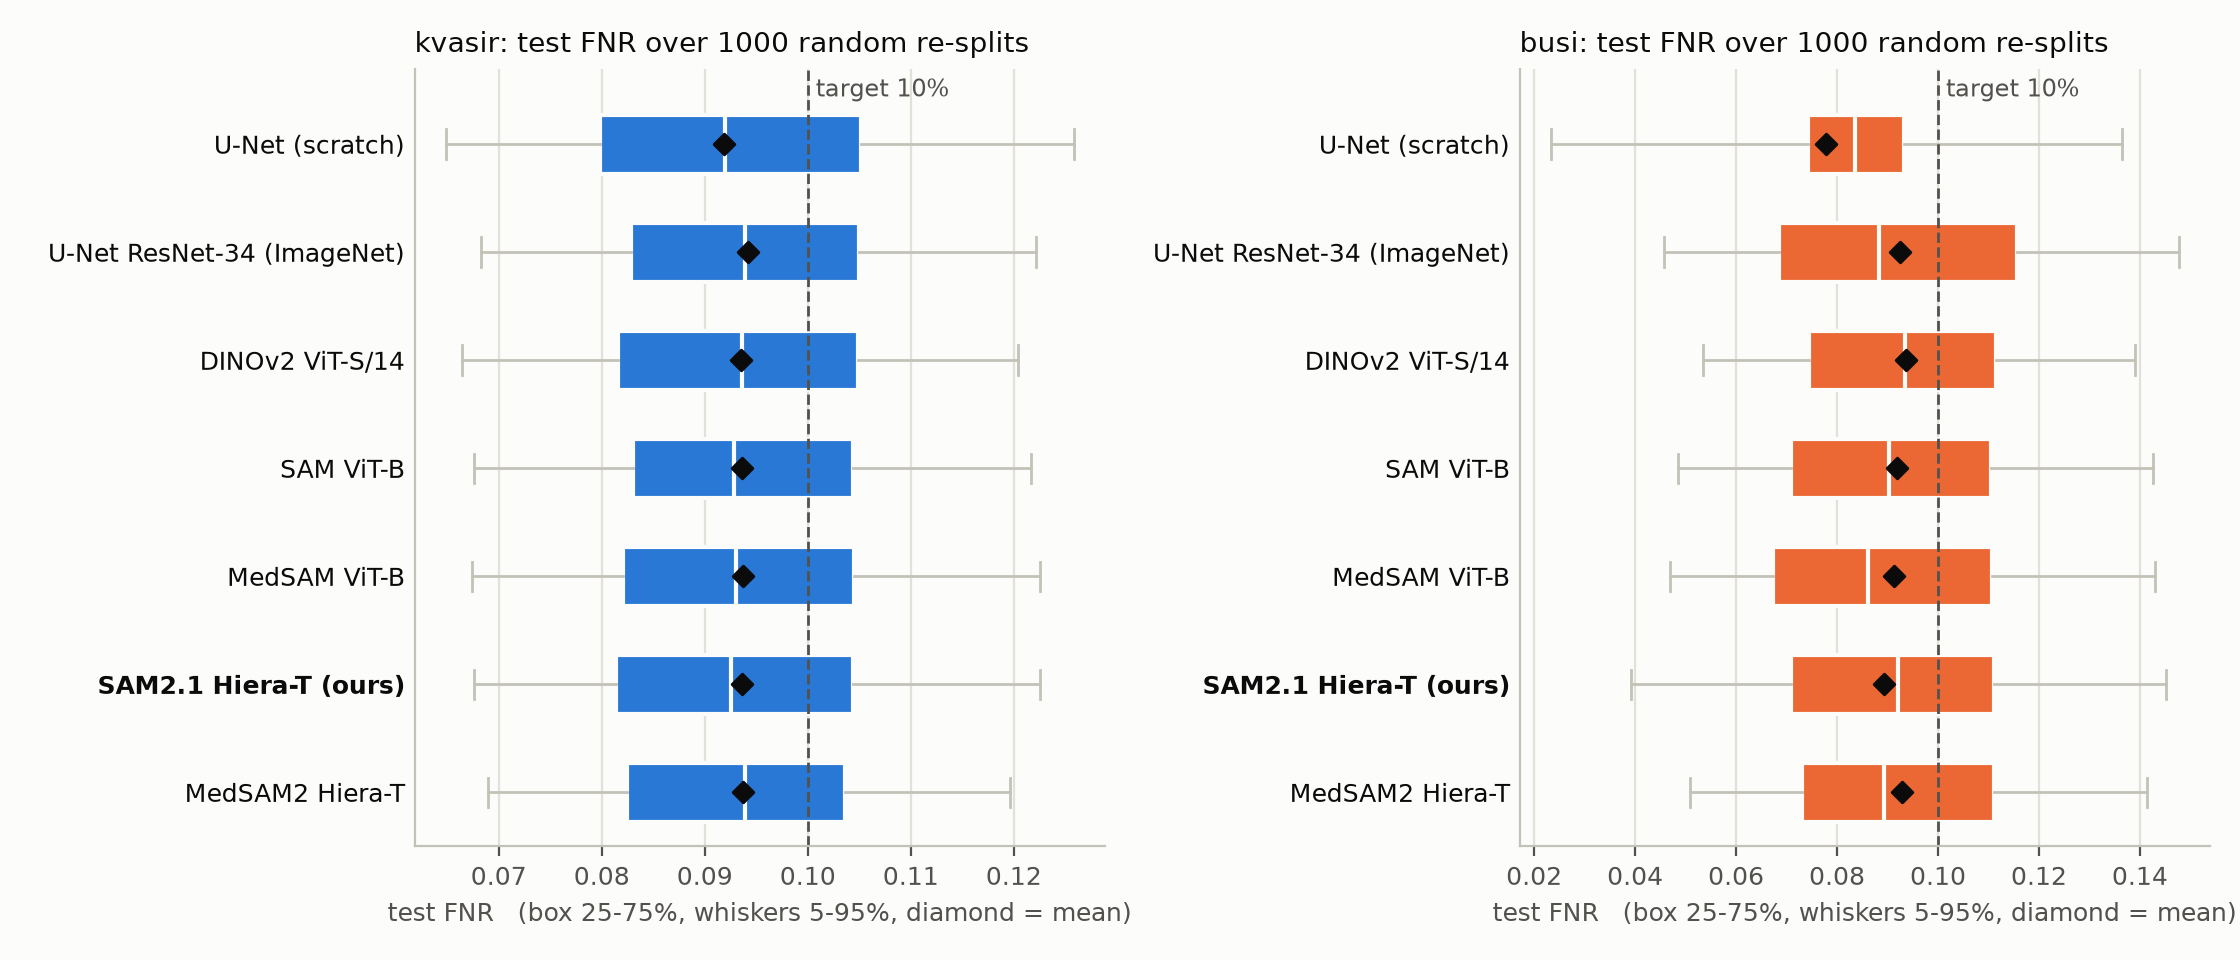 kvasir: test FNR over 1000 random re-splits
target 10%
U-Net (scratch)
U-Net ResNet-34 (ImageNet)
DINOv2 ViT-S/14
SAM ViT-B
MedSAM ViT-B
SAM2.1 Hiera-T (ours)
MedSAM2 Hiera-T
0.07 0.08 0.09 0.10 0.11 0.12
test FNR (box 25-75%, whiskers 5-95%, diamond = mean)
busi: test FNR over 1000 random re-splits
target 10%
U-Net (scratch)
U-Net ResNet-34 (ImageNet)
DINOv2 ViT-S/14
SAM ViT-B
MedSAM ViT-B
SAM2.1 Hiera-T (ours)
MedSAM2 Hiera-T
0.02 0.04 0.06 0.08 0.10 0.12 0.14
test FNR (box 25-75%, whiskers 5-95%, diamond = mean)